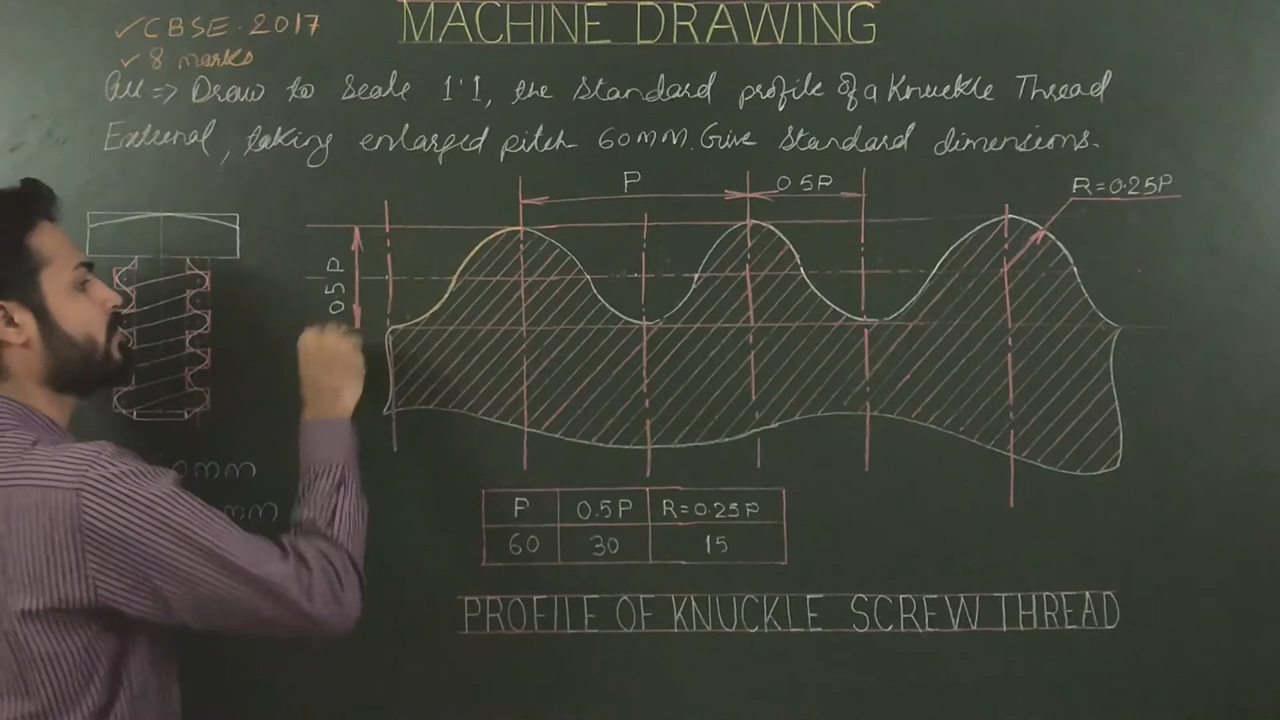 ✓CBSE-2017
✓8 marks
MACHINE DRAWING
Qu ⇒ Draw to Scale 1:1, the standard profile of a Knuckle Thread
External, taking enlarged pitch 60MM. Give standard dimensions.
P
0.5P
R=0.25P
0.5P
mm
mm
P 0.5P R=0.25P
60 30 15
PROFILE OF KNUCKLE SCREW THREAD